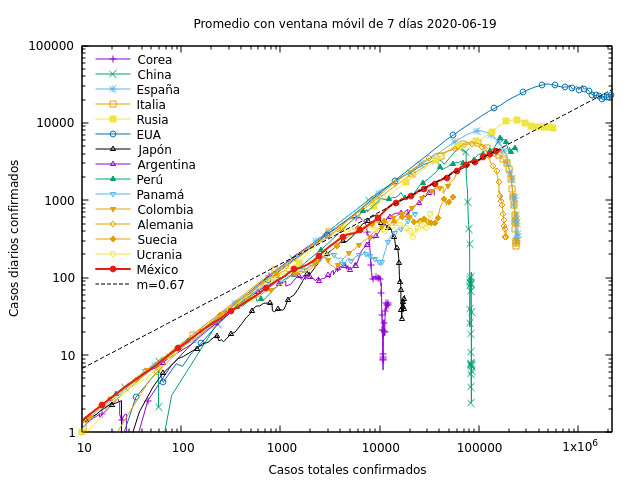 Promedio con ventana móvil de 7 días 2020-06-19
Casos diarios confirmados
100000
10000
1000
100
10
1
Corea
China
España
Italia
Rusia
EUA
Japón
Argentina
Perú
Panamá
Colombia
Alemania
Suecia
Ucrania
México
m=0.67
10
100
1000
10000
100000
1x10⁶
Casos totales confirmados